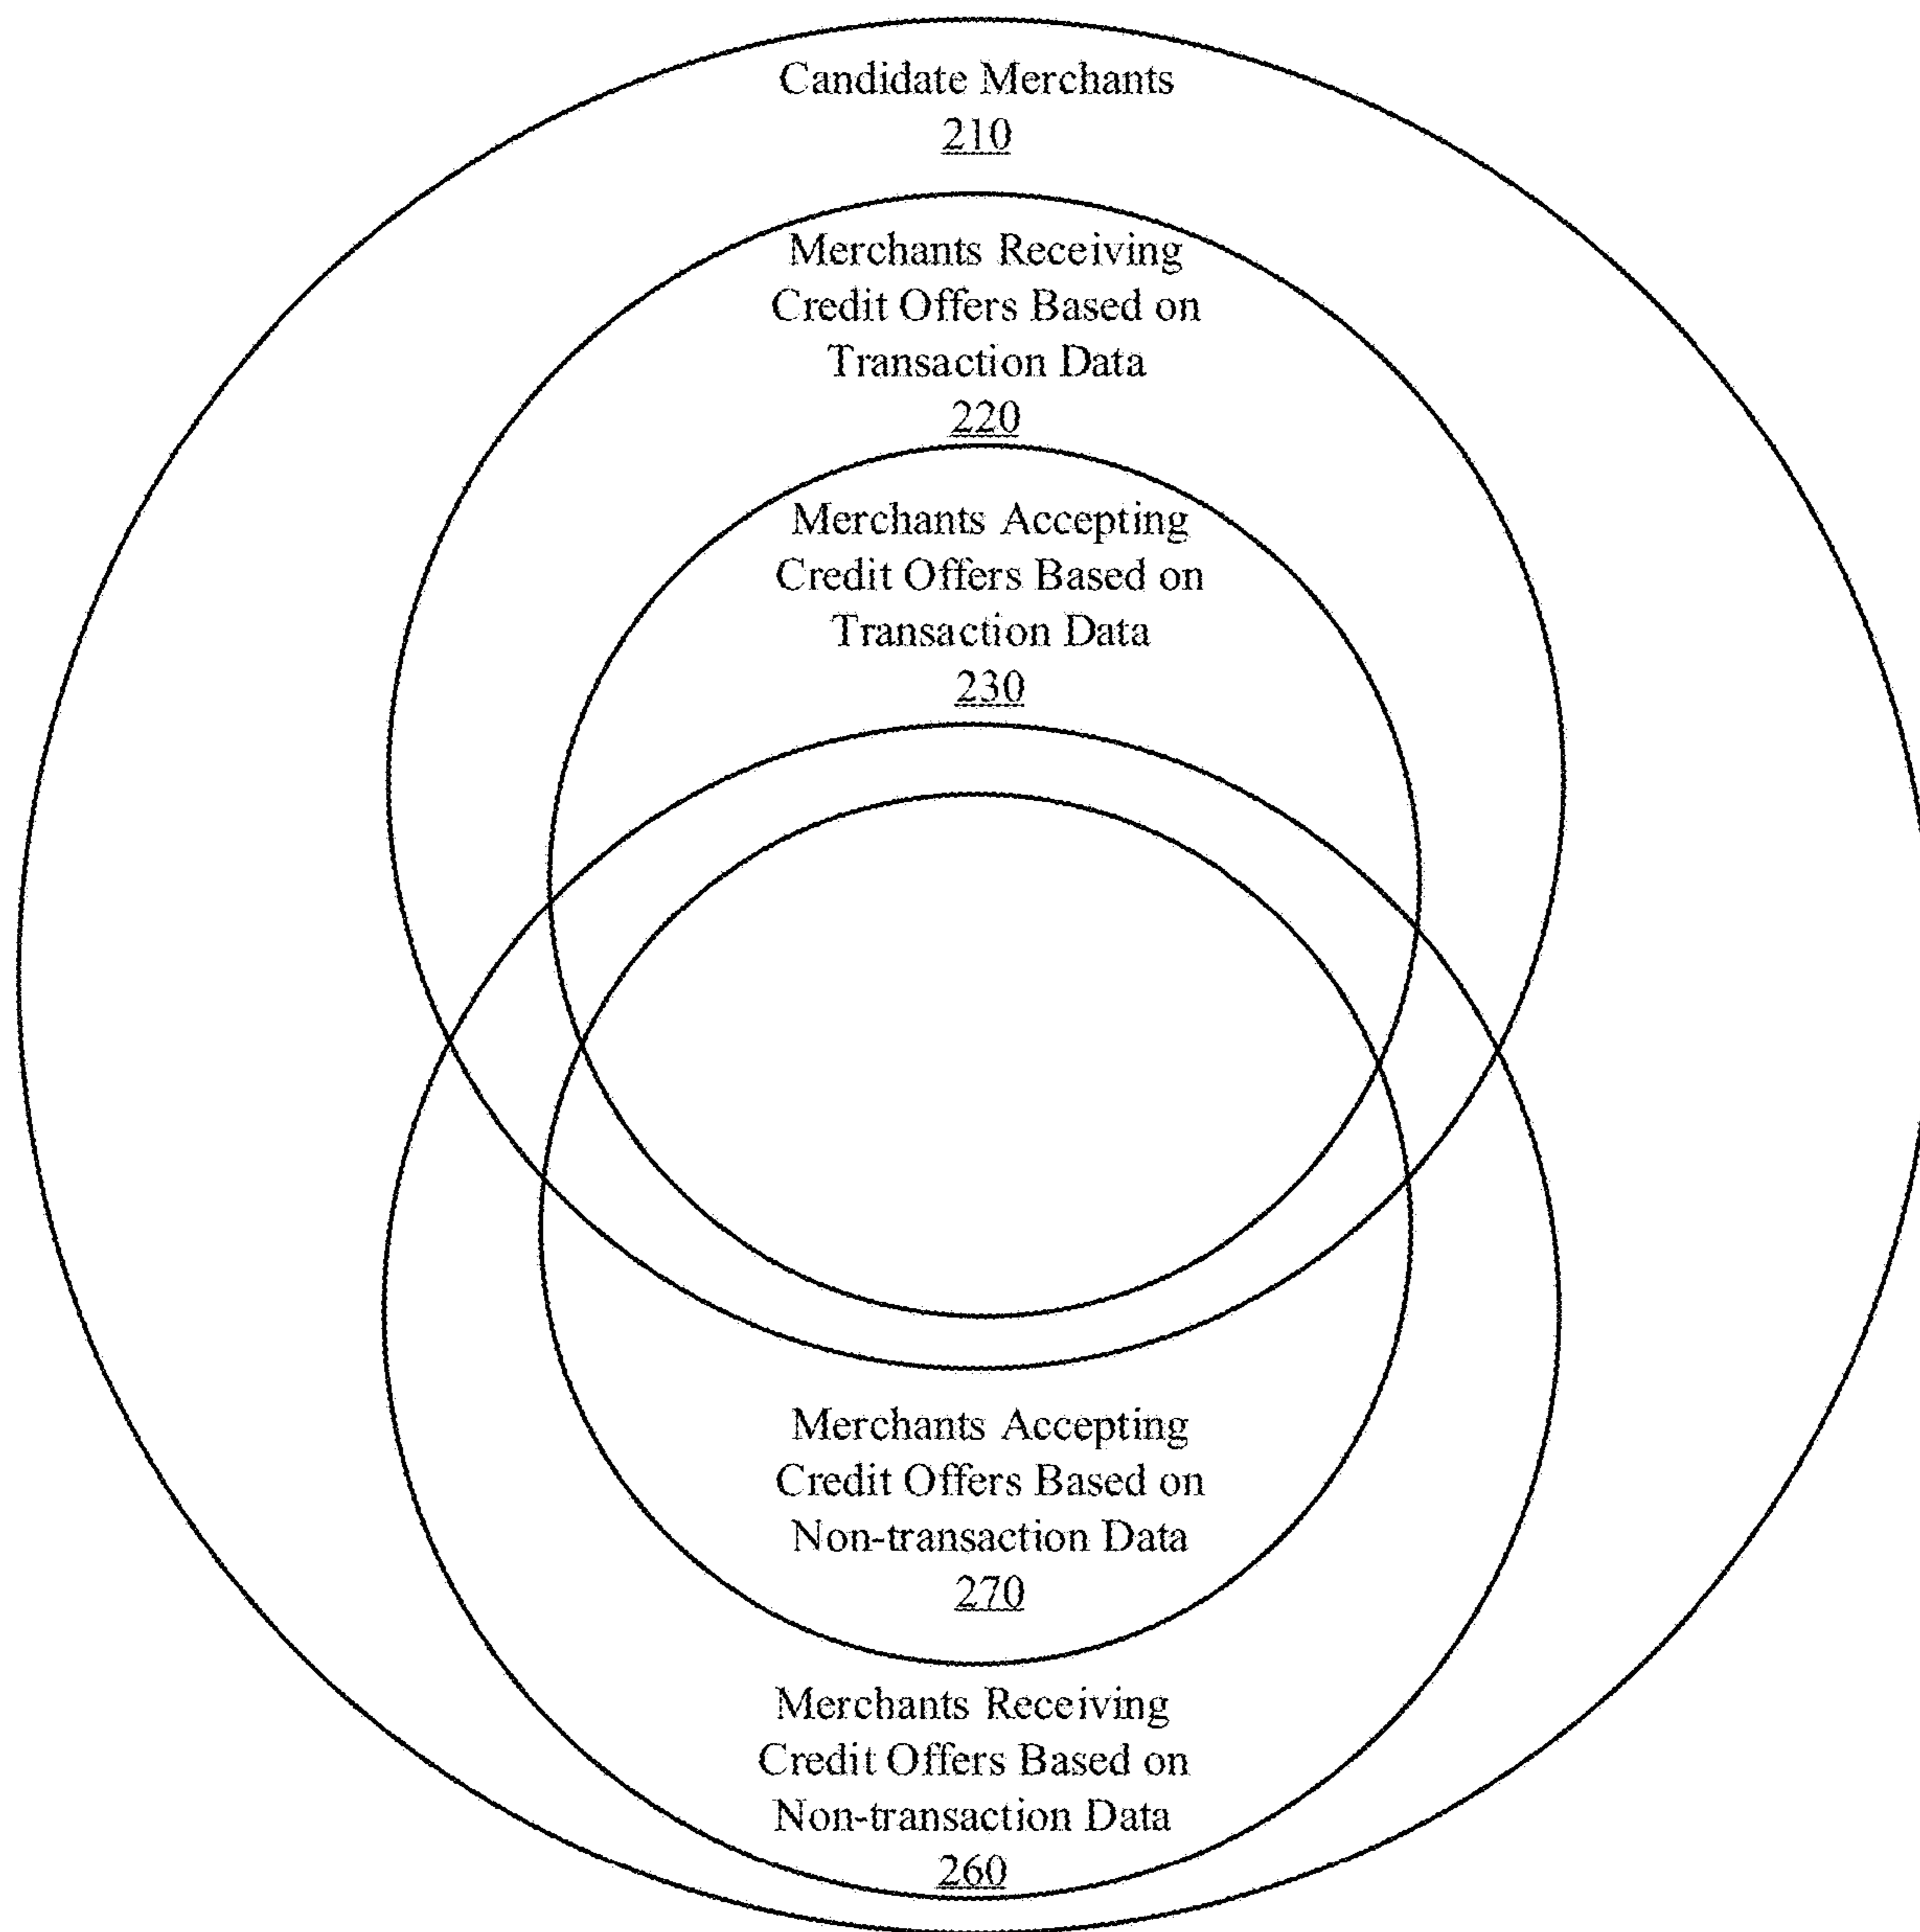 Candidate Merchants
210
Merchants Receiving
Credit Offers Based on
Transaction Data
220
Merchants Accepting
Credit Offers Based on
Transaction Data
230
Merchants Accepting
Credit Offers Based on
Non-transaction Data
270
Merchants Receiving
Credit Offers Based on
Non-transaction Data
260